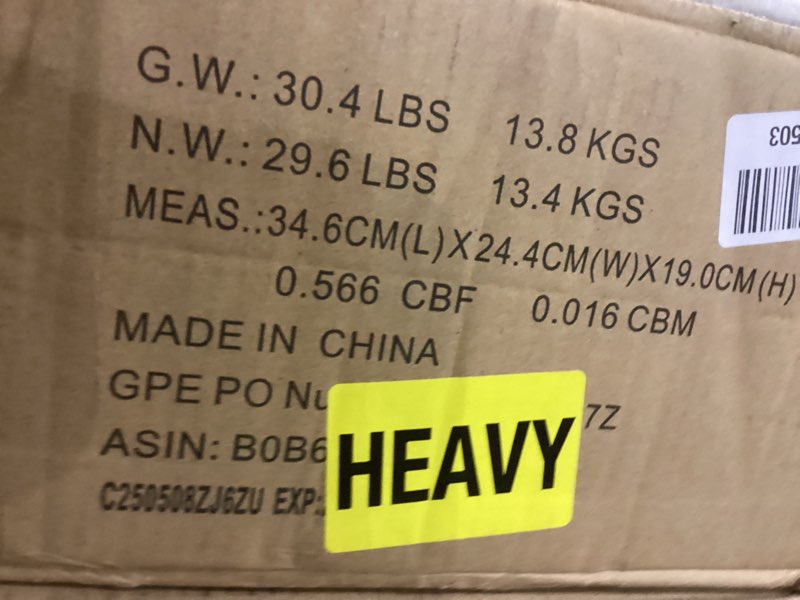 G.W.: 30.4 LBS 13.8 KGS
N.W.: 29.6 LBS 13.4 KGS
MEAS.:34.6CM(L)X24.4CM(W)X19.0CM(H)
0.566 CBF 0.016 CBM
MADE IN CHINA
GPE PO Nu 7Z
ASIN: B0B6
C250508ZJ6ZU EXP:
HEAVY
503